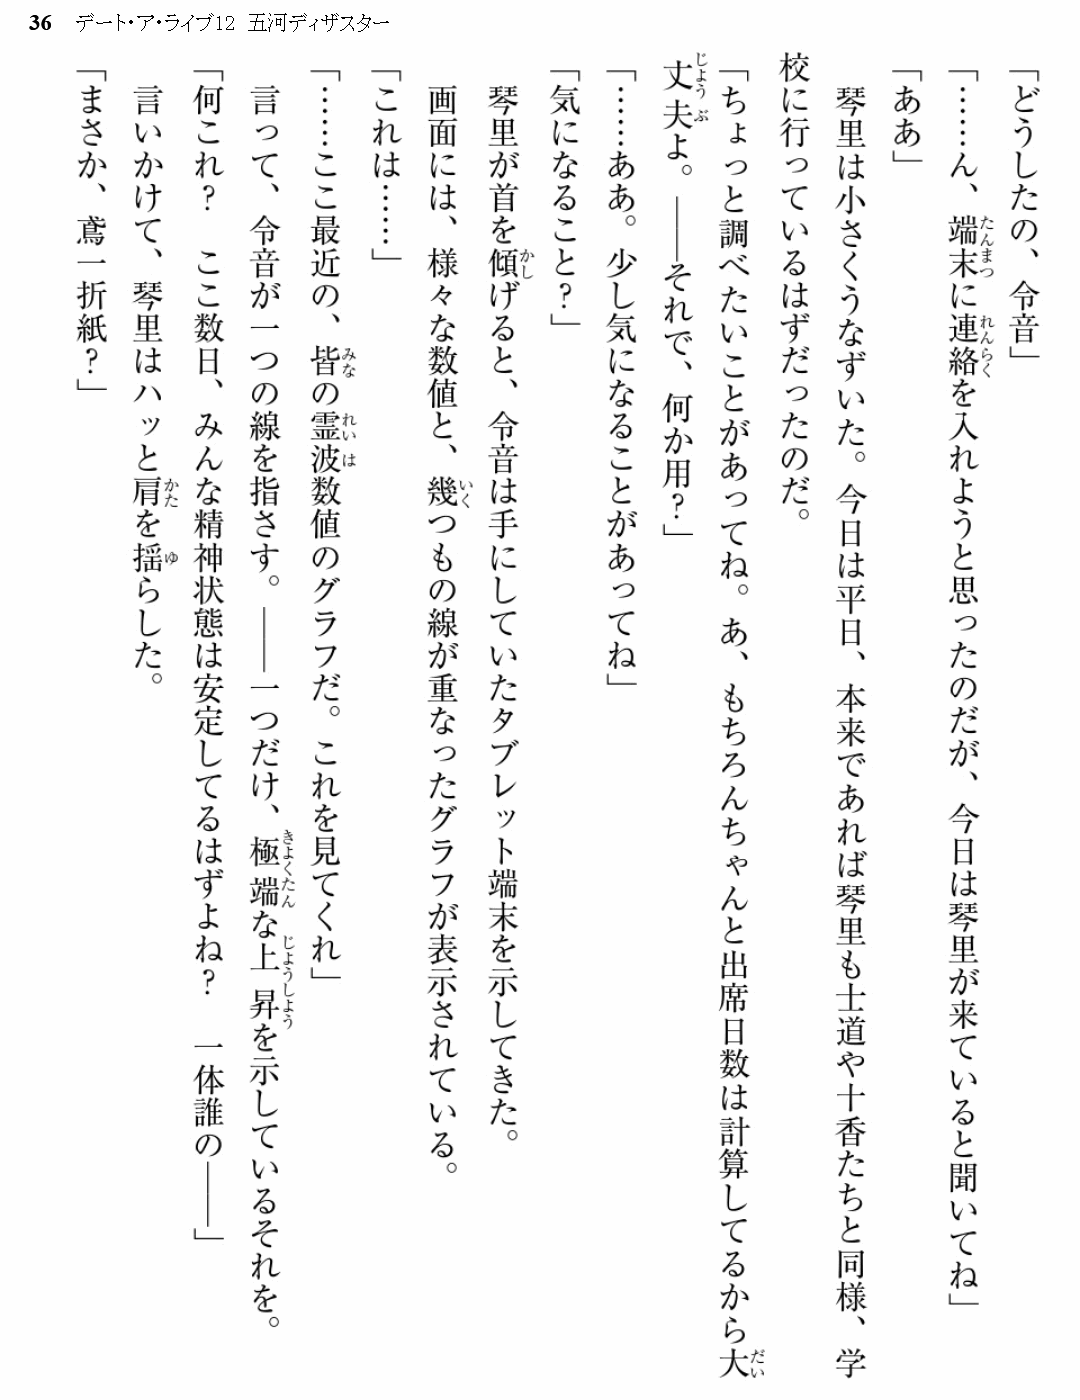 36 デート・ア・ライブ12 五河ディザスター
「どうしたの、令音」
「……ん、端末に連絡を入れようと思ったのだが、今日は琴里が来ていると聞いてね」
「ああ」
　琴里は小さくうなずいた。今日は平日、本来であれば琴里も士道や十香たちと同様、学
校に行っているはずだったのだ。
「ちょっと調べたいことがあってね。あ、もちろんちゃんと出席日数は計算してるから大
丈夫よ。――それで、何か用？」
「……ああ。少し気になることがあってね」
「気になること？」
　琴里が首を傾げると、令音は手にしていたタブレット端末を示してきた。
　画面には、様々な数値と、幾つもの線が重なったグラフが表示されている。
「これは……」
「……ここ最近の、皆の霊波数値のグラフだ。これを見てくれ」
　言って、令音が一つの線を指さす。――一つだけ、極端な上昇を示しているそれを。
「何これ？　ここ数日、みんな精神状態は安定してるはずよね？　一体誰の――」
　言いかけて、琴里はハッと肩を揺らした。
「まさか、鳶一折紙？」